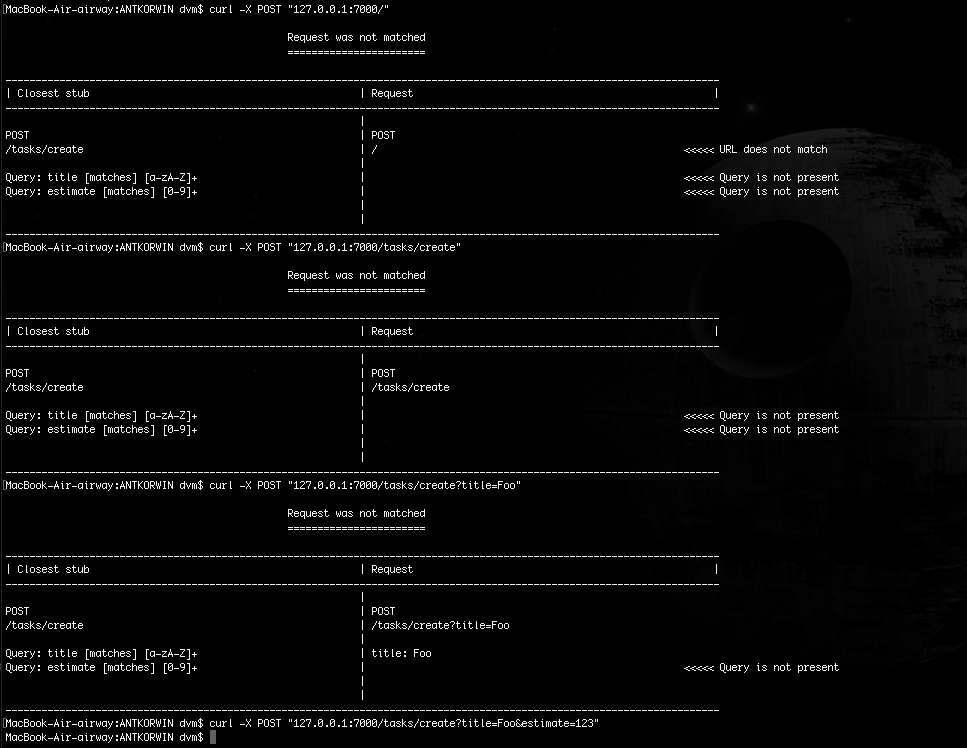 [MacBook-Air-airway:ANTKORWIN dvm$ curl -X POST "127.0.0.1:7000/"
Request was not matched
=======================
-----------------------------------------------------------------------------------------------------------------------
| Closest stub | Request |
-----------------------------------------------------------------------------------------------------------------------
|
POST | POST
/tasks/create | / <<<<< URL does not match
|
Query: title [matches] [a-zA-Z]+ | <<<<< Query is not present
Query: estimate [matches] [0-9]+ | <<<<< Query is not present
|
|
-----------------------------------------------------------------------------------------------------------------------
[MacBook-Air-airway:ANTKORWIN dvm$ curl -X POST "127.0.0.1:7000/tasks/create"
Request was not matched
=======================
-----------------------------------------------------------------------------------------------------------------------
| Closest stub | Request |
-----------------------------------------------------------------------------------------------------------------------
|
POST | POST
/tasks/create | /tasks/create
|
Query: title [matches] [a-zA-Z]+ | <<<<< Query is not present
Query: estimate [matches] [0-9]+ | <<<<< Query is not present
|
|
-----------------------------------------------------------------------------------------------------------------------
[MacBook-Air-airway:ANTKORWIN dvm$ curl -X POST "127.0.0.1:7000/tasks/create?title=Foo"
Request was not matched
=======================
-----------------------------------------------------------------------------------------------------------------------
| Closest stub | Request |
-----------------------------------------------------------------------------------------------------------------------
|
POST | POST
/tasks/create | /tasks/create?title=Foo
|
Query: title [matches] [a-zA-Z]+ | title: Foo
Query: estimate [matches] [0-9]+ | <<<<< Query is not present
|
|
-----------------------------------------------------------------------------------------------------------------------
[MacBook-Air-airway:ANTKORWIN dvm$ curl -X POST "127.0.0.1:7000/tasks/create?title=Foo&estimate=123"
MacBook-Air-airway:ANTKORWIN dvm$